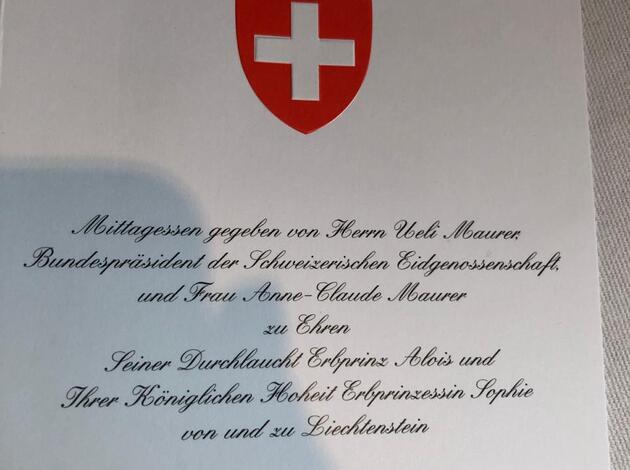 Mittagessen gegeben von Herrn Ueli Maurer,
Bundespräsident der Schweizerischen Eidgenossenschaft,
und Frau Anne-Claude Maurer
zu Ehren
Seiner Durchlaucht Erbprinz Alois und
Ihrer Königlichen Hoheit Erbprinzessin Sophie
von und zu Liechtenstein